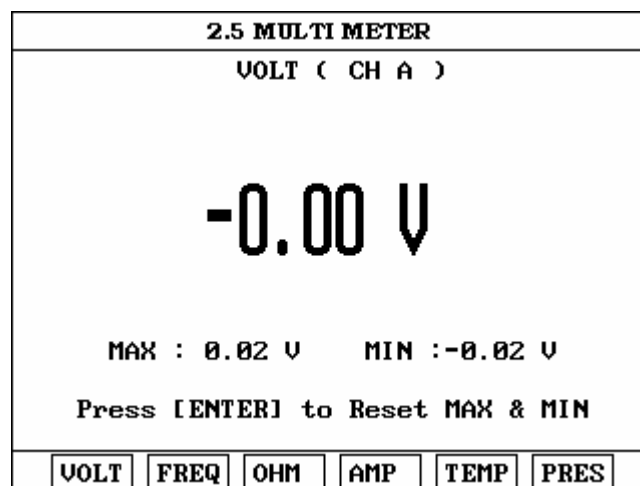 2.5 MULTI METER
VOLT ( CH A )
-0.00 V
MAX : 0.02 V MIN :-0.02 V
Press [ENTER] to Reset MAX & MIN
VOLT FREQ OHM AMP TEMP PRES